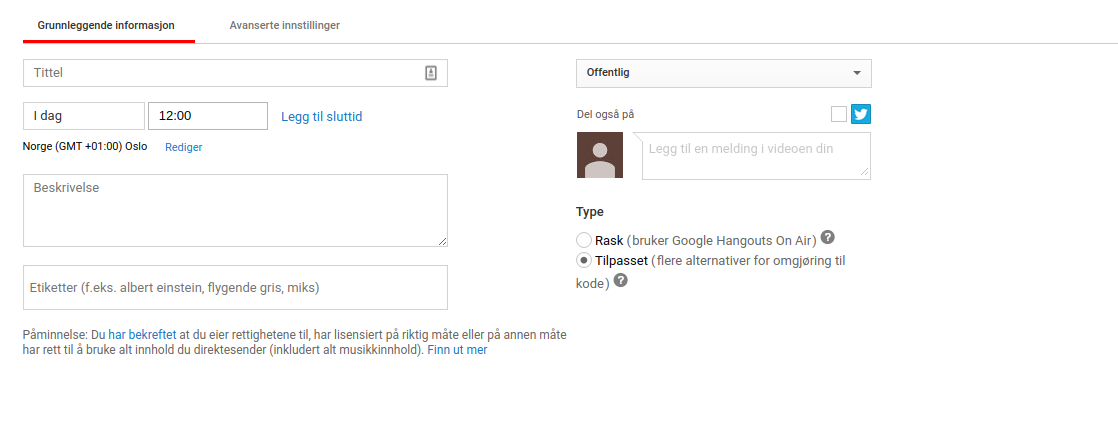 Grunnleggende informasjon
Avanserte innstillinger
Tittel
I dag
12:00
Legg til sluttid
Norge (GMT +01:00) Oslo
Rediger
Beskrivelse
Etiketter (f.eks. albert einstein, flygende gris, miks)
Påminnelse: Du har bekreftet at du eier rettighetene til, har lisensiert på riktig måte eller på annen måte
har rett til å bruke alt innhold du direktesender (inkludert alt musikkinnhold). Finn ut mer
Offentlig
Del også på
Legg til en melding i videoen din
Type
Rask (bruker Google Hangouts On Air) ?
Tilpasset (flere alternativer for omgjøring til
kode) ?